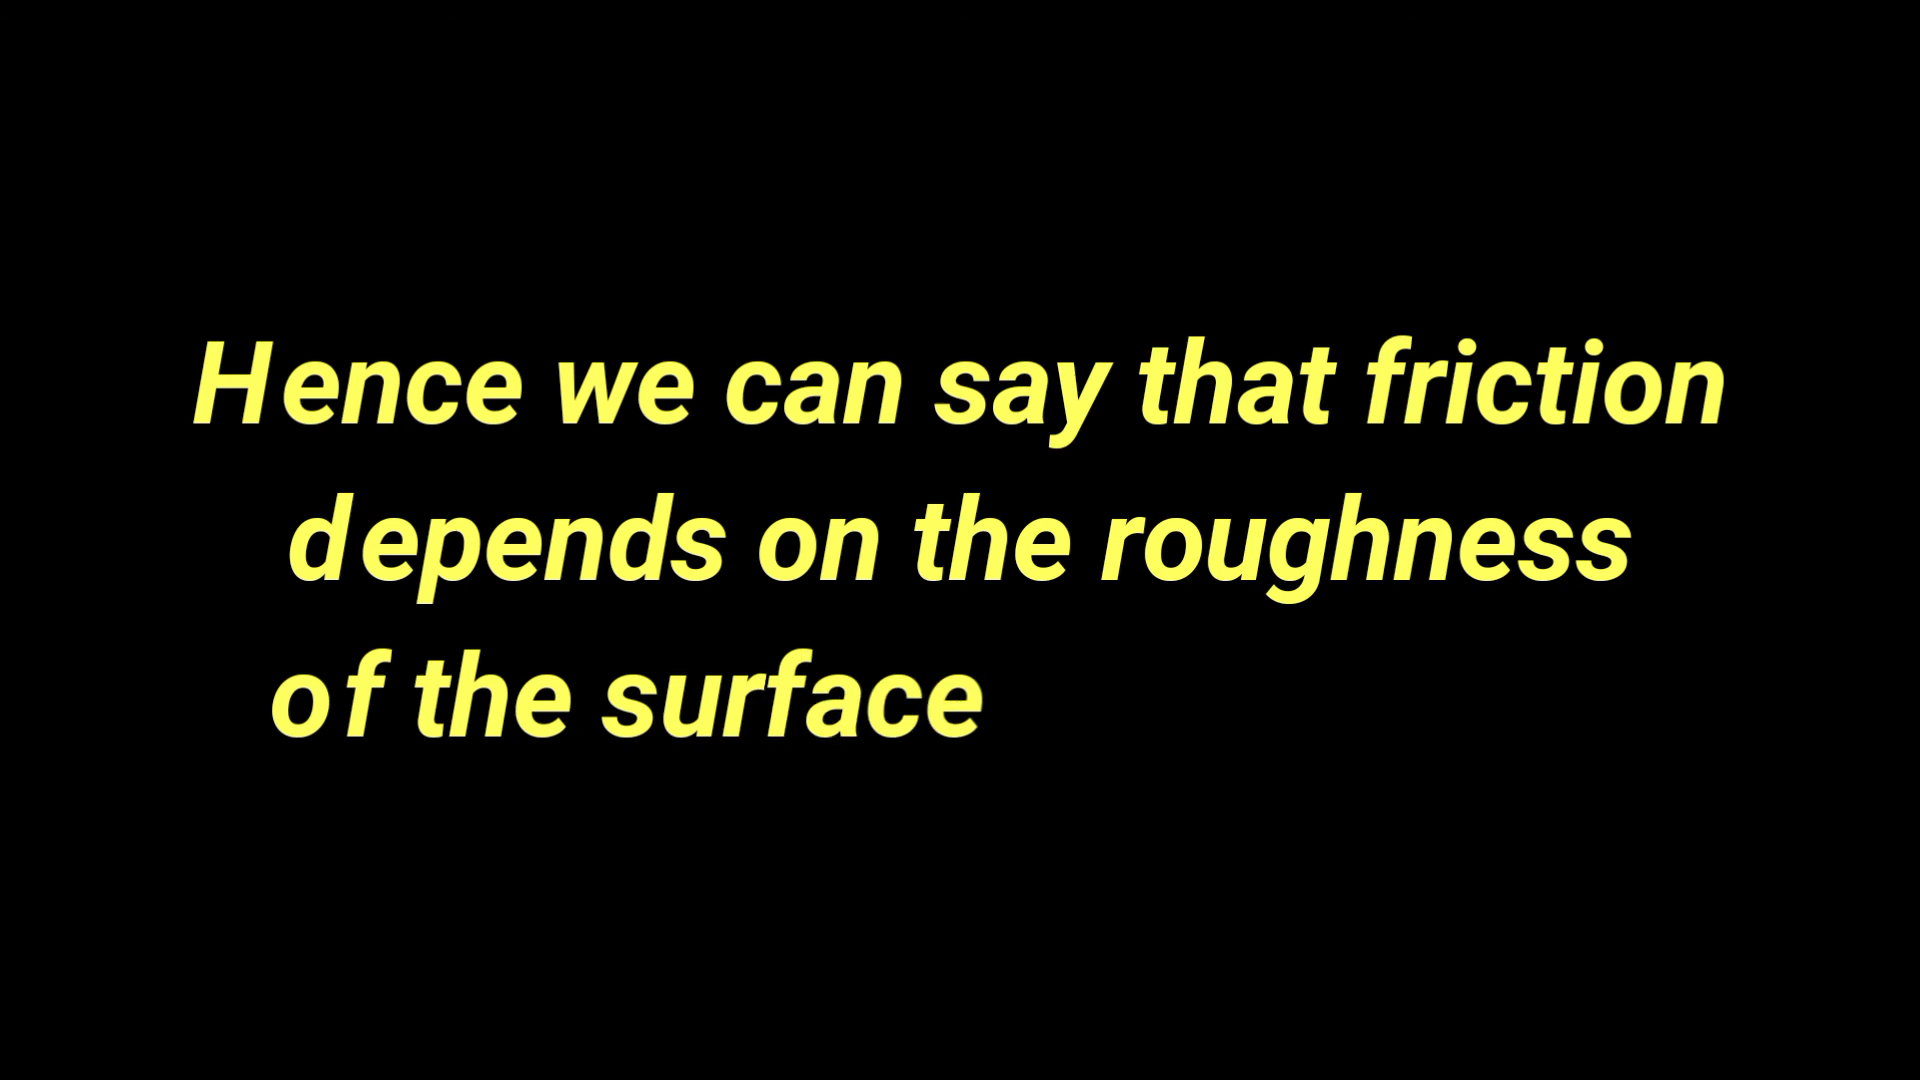 Hence we can say that friction
depends on the roughness
of the surface